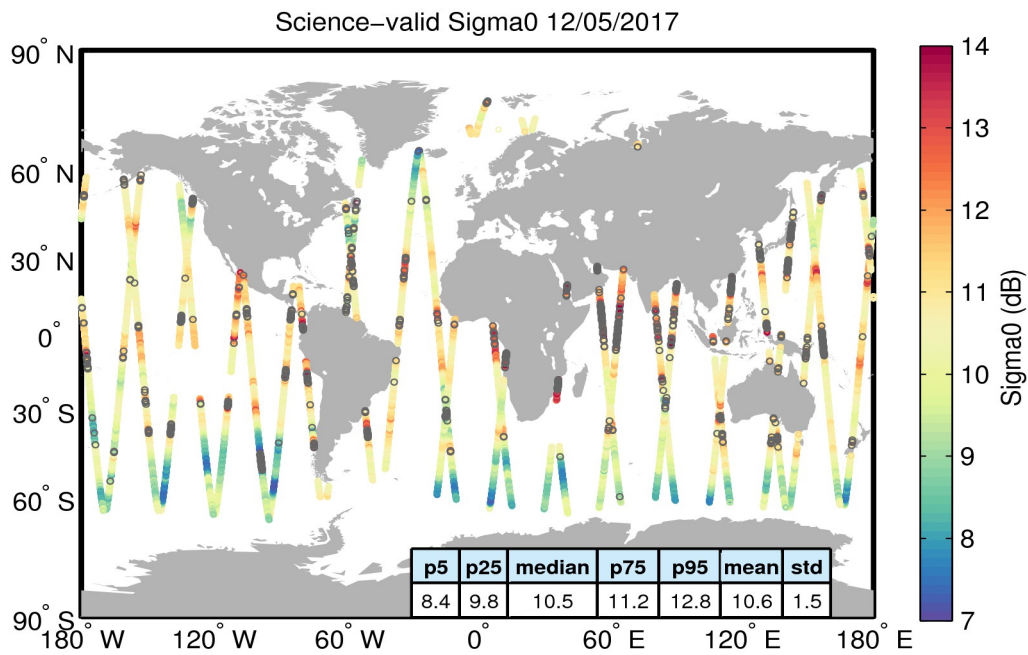 Science−valid Sigma0 12/05/2017
90° N
60° N
30° N
0°
30° S
60° S
90° S
180° W
120° W
60° W
0°
60° E
120° E
180° E
p5 p25 median p75 p95 mean std
8.4 9.8 10.5 11.2 12.8 10.6 1.5
14
13
12
11
10
9
8
7
Sigma0 (dB)